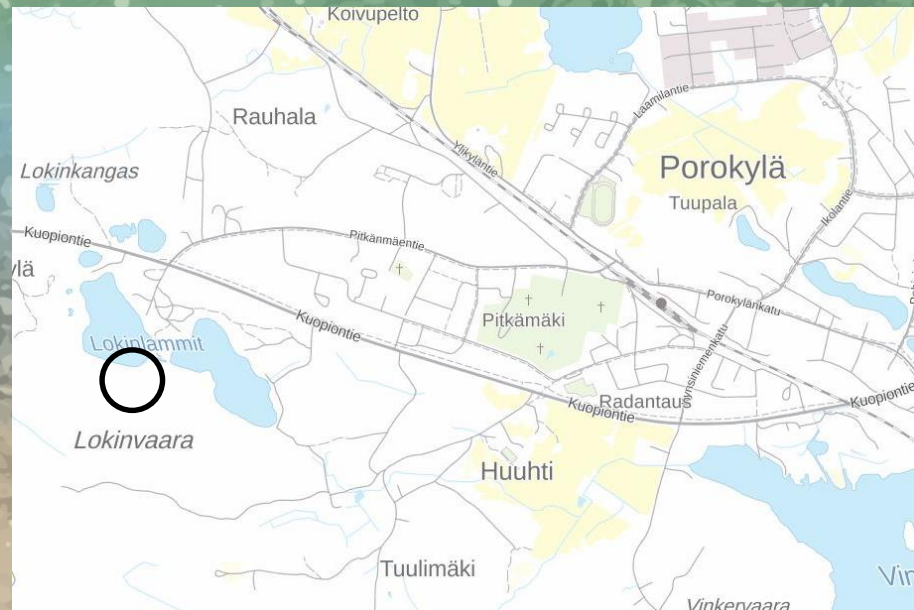 Koivupelto
Laamilantie
Rauhala
Ylikyläntie
Porokylä
Lokinkangas
Tuupala
Ikolantie
Kuopiontie
Pitkänmäentie
ylä
Porokylänkatu
Kuopiontie
Pitkämäki
Lokinlammit
Radantaus
Kuopiontie
Kuopiontie
Lokinvaara
Huuhti
Tuulimäki
Vin
Vinkervaara